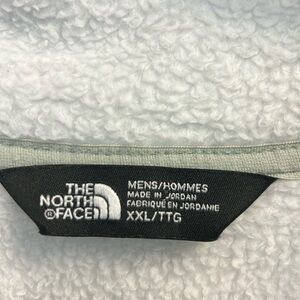 THE
NORTH
FACE®
MENS/HOMMES
MADE IN JORDAN
FABRIQUÉ EN JORDANIE
XXL/TTG